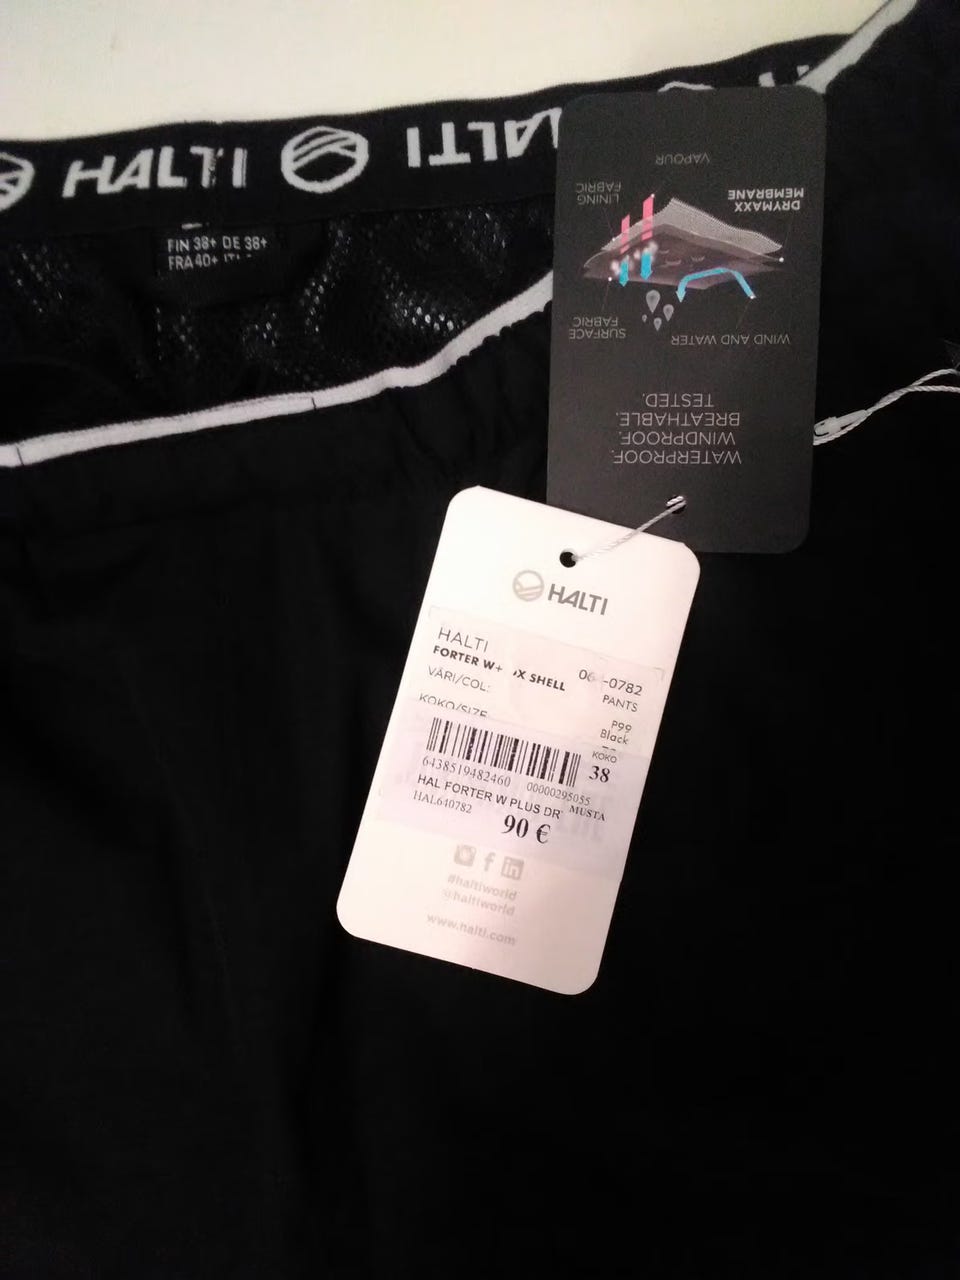 HALTI
HALTI
FIN 38+ DE 38+
FRA 40+
WATERPROOF.
WINDPROOF.
BREATHABLE.
TESTED.
WIND AND WATER
SURFACE
FABRIC
DRYMAXX
MEMBRANE
LINING
FABRIC
VAPOUR
HALTI
HALTI
FORTER W+ X SHELL
-0782
PANTS
VÄRI/COL:
P99
Black
KOKO/SIZE
KOKO
38
6438519482460 00000295055
HAL FORTER W PLUS DR MUSTA
HAL640782
90 €
#haltiworld
@haltiworld
www.halti.com